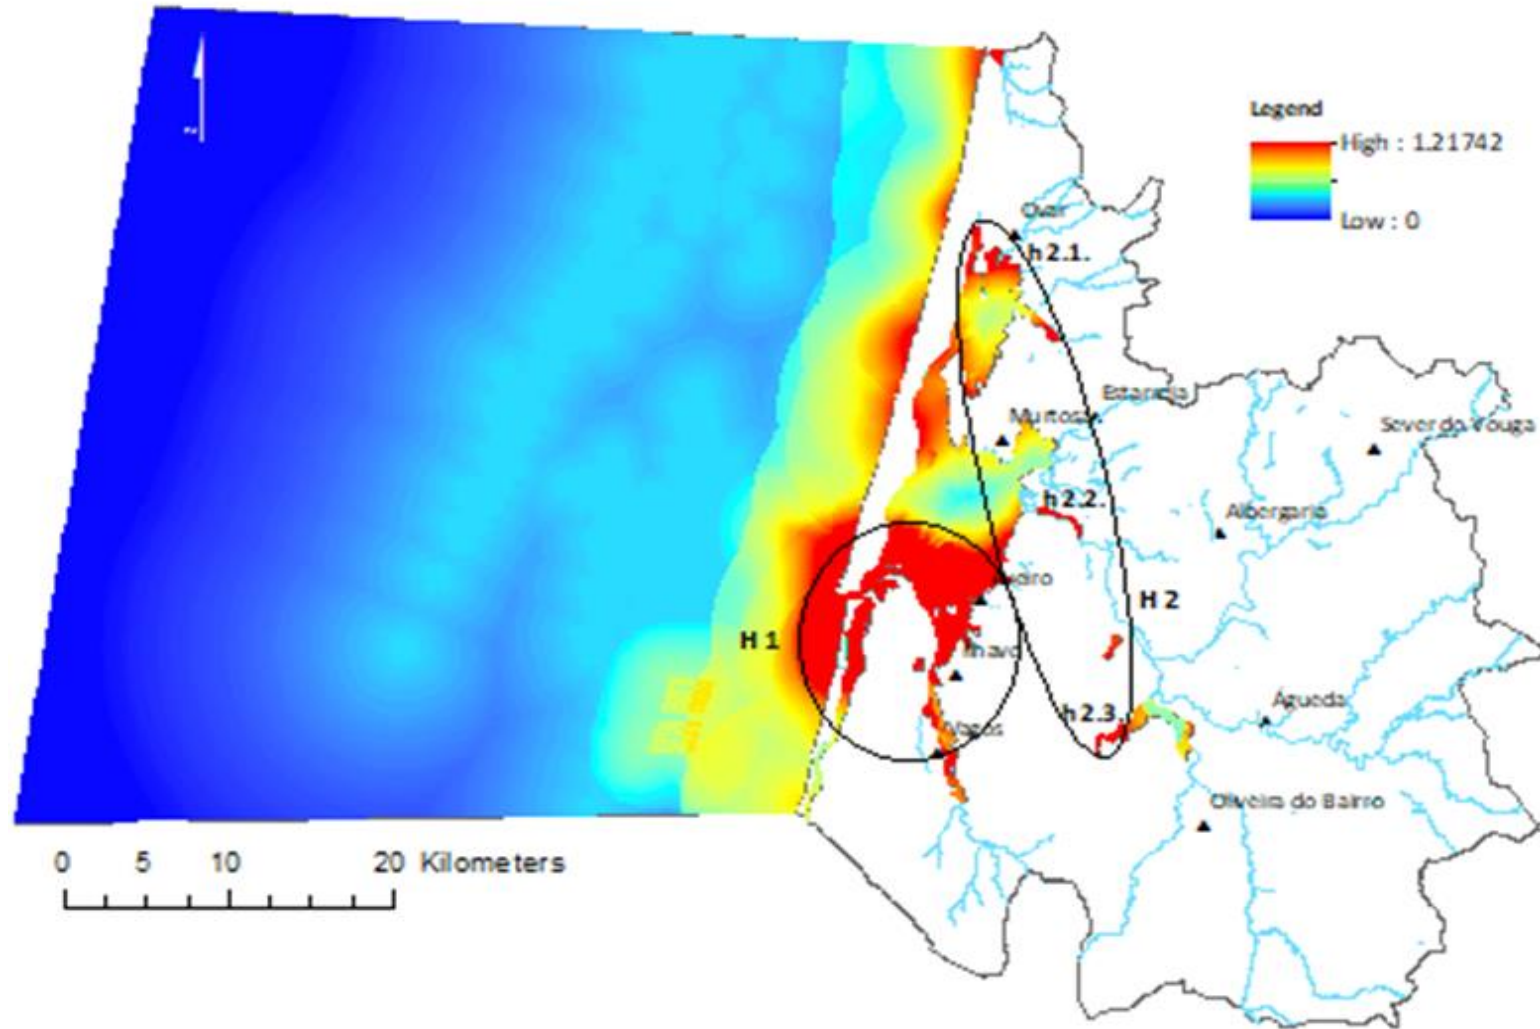 Legend
High : 1.21742
Low : 0
Ovar
h 2.1.
Estarreja
Murtosa
Sever do Vouga
h 2.2.
Albergaria
H 2
H 1
Ílhavo
Águeda
h 2.3.
Vagos
Oliveira do Bairro
0 5 10 20 Kilometers